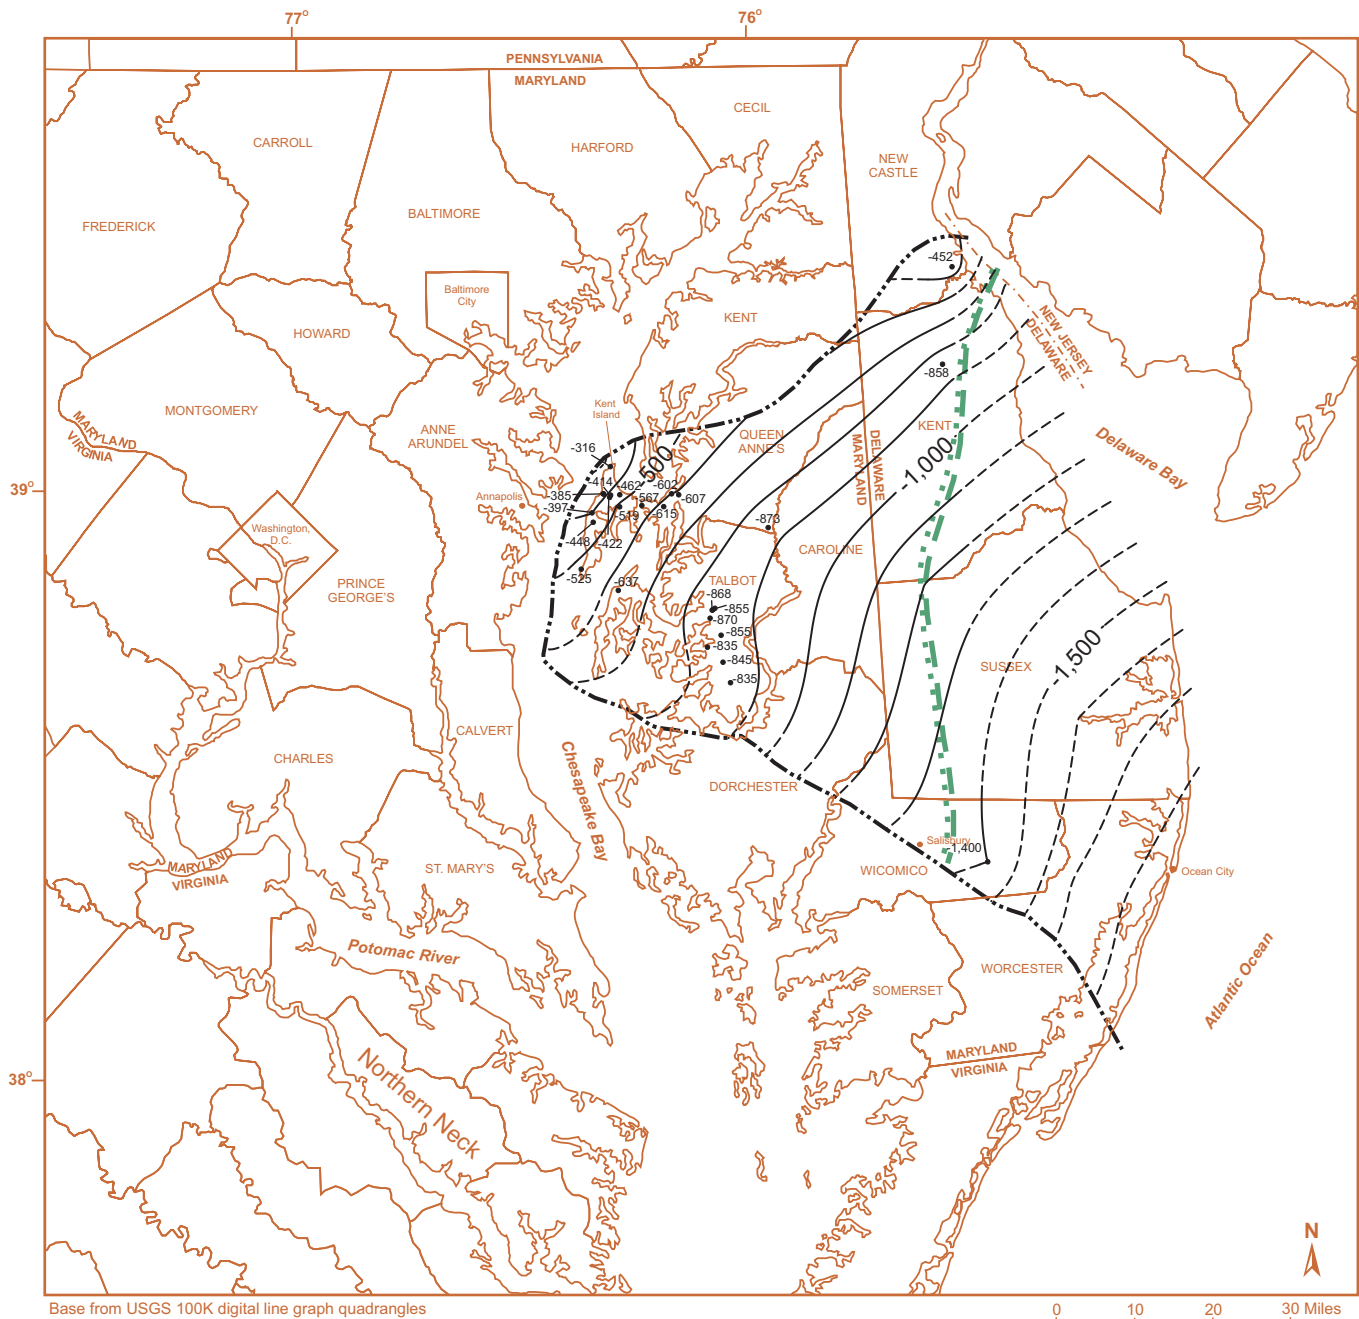 77°
76°
PENNSYLVANIA
MARYLAND
CECIL
CARROLL
HARFORD
NEW
CASTLE
BALTIMORE
FREDERICK
-452
Baltimore
City
KENT
HOWARD
NEW JERSEY
DELAWARE
-858
MONTGOMERY
Kent
Island
MARYLAND
VIRGINIA
ANNE
ARUNDEL
QUEEN
ANNE'S
DELAWARE
MARYLAND
KENT
Delaware Bay
-316
-500
-1,000
39°
-414
-462
-602
-385
-567
-607
Annapolis
-397
-519
-615
-873
Washington,
D.C.
-448
-422
CAROLINE
-525
-637
TALBOT
PRINCE
GEORGE'S
-868
-855
-870
-855
-835
-845
-835
SUSSEX
-1,500
CALVERT
CHARLES
Chesapeake Bay
DORCHESTER
Salisbury
-1,400
MARYLAND
VIRGINIA
ST. MARY'S
WICOMICO
Ocean City
Potomac River
WORCESTER
SOMERSET
Atlantic Ocean
MARYLAND
VIRGINIA
38°
Northern Neck
N
Base from USGS 100K digital line graph quadrangles
0 10 20 30 Miles